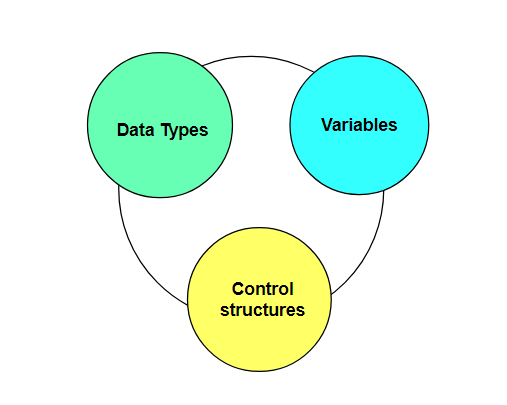 Data Types
Variables
Control
structures